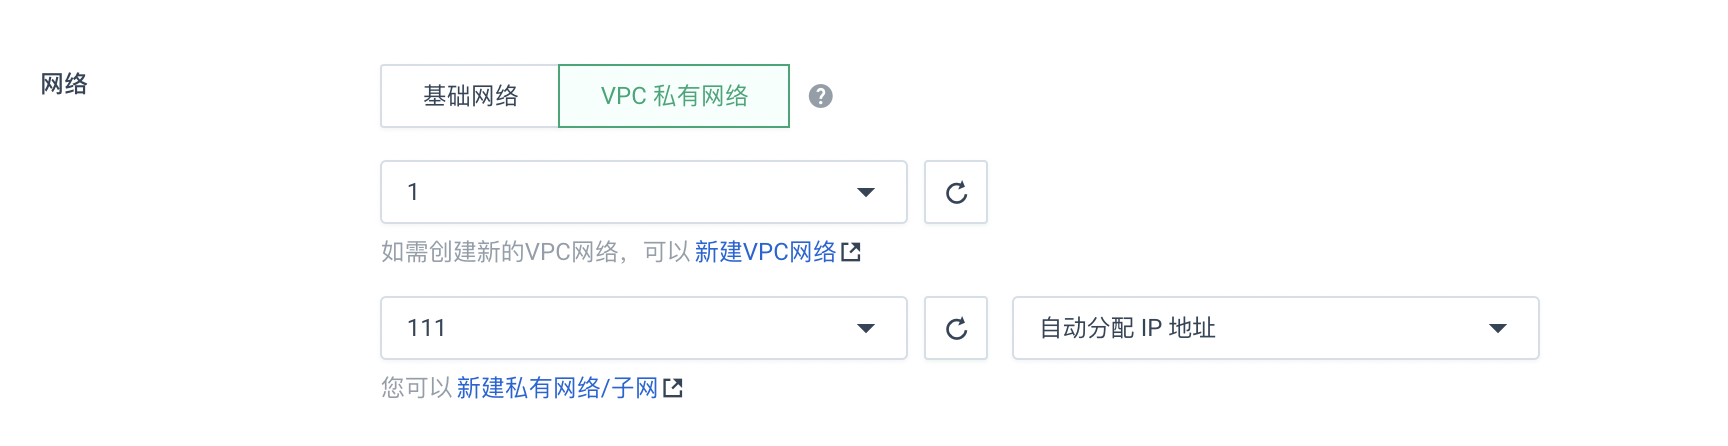 网络
基础网络
VPC 私有网络
?
1
如需创建新的VPC网络，可以 新建VPC网络
111
自动分配 IP 地址
您可以 新建私有网络/子网